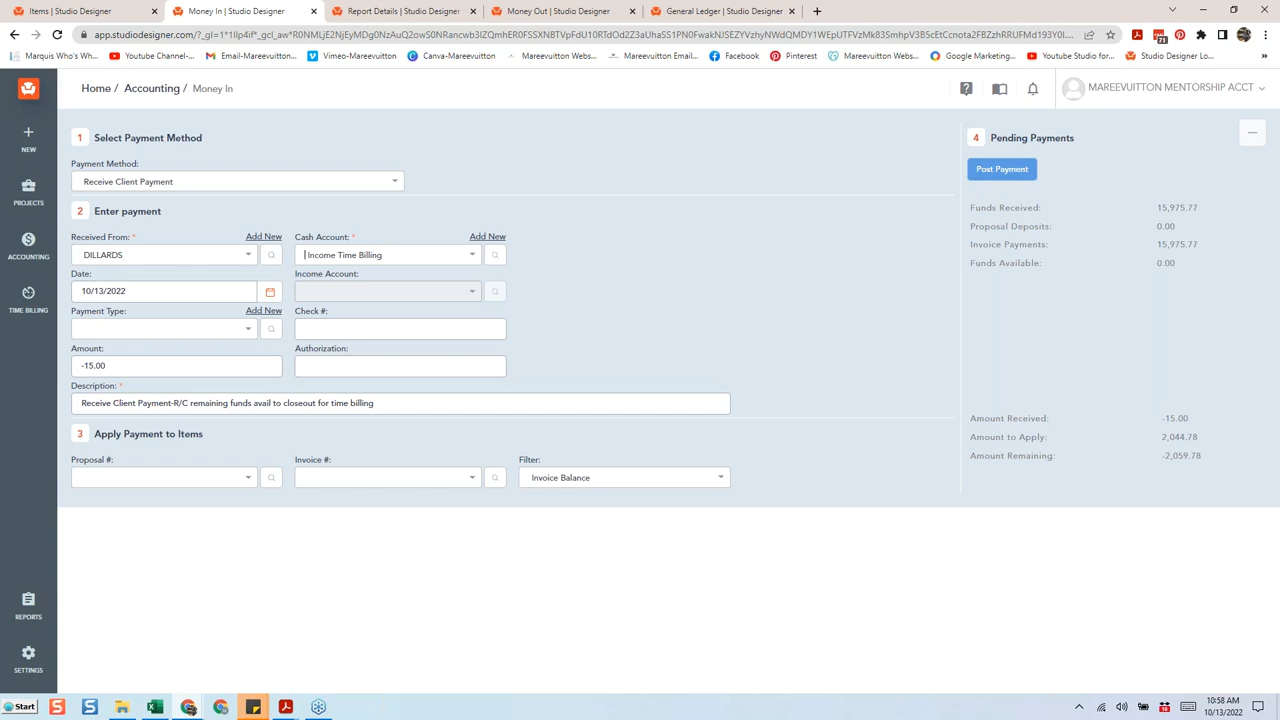 Items | Studio Designer
Money In | Studio Designer
Report Details | Studio Designer
Money Out | Studio Designer
General Ledger | Studio Designer
Marquis Who's Who...
Youtube Channel-...
Email-Mareevuitton
Vimeo-Mareevuitton
Canva-Mareevuitton
Mareevuitton Webs...
Mareevuitton Email...
Facebook
Pinterest
Mareevuitton Webs...
Google Marketing...
Youtube Studio for...
Studio Designer Lo...
»
71
Home / Accounting / Money In
MAREEVUITTON MENTORSHIP ACCT
NEW
PROJECTS
ACCOUNTING
TIME BILLING
REPORTS
SETTINGS
1 Select Payment Method
Payment Method:
Receive Client Payment
2 Enter payment
Received From: * Add New Cash Account: * Add New
DILLARDS Income Time Billing
Date: Income Account:
10/13/2022
Payment Type: Add New Check #:
Amount: Authorization:
-15.00
Description: *
Receive Client Payment-R/C remaining funds avail to closeout for time billing
3 Apply Payment to Items
Proposal #: Invoice #: Filter:
Invoice Balance
4 Pending Payments
Post Payment
Funds Received: 15,975.77
Proposal Deposits: 0.00
Invoice Payments: 15,975.77
Funds Available: 0.00
Amount Received: -15.00
Amount to Apply: 2,044.78
Amount Remaining: -2,059.78
Start
10:58 AM
10/13/2022